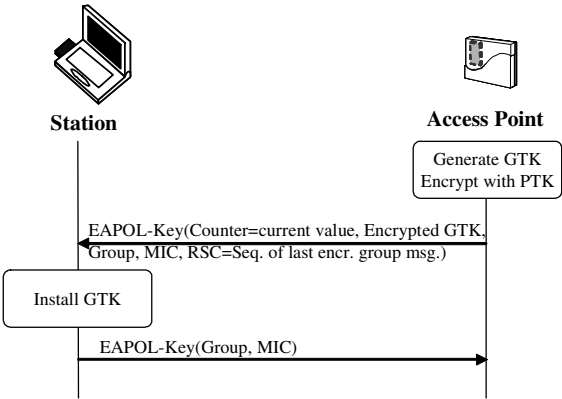 Station
Access Point
Generate GTK
Encrypt with PTK
EAPOL-Key(Counter=current value, Encrypted GTK,
Group, MIC, RSC=Seq. of last encr. group msg.)
Install GTK
EAPOL-Key(Group, MIC)